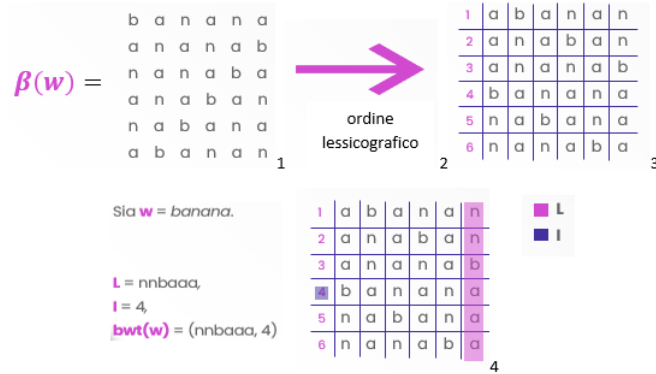 b a n a n a
a n a n a b
n a n a b a
β(w) =
a n a b a n
n a b a n a
a b a n a n
1
ordine
lessicografico
2
1 a b a n a n
2 a n a b a n
3 a n a n a b
4 b a n a n a
5 n a b a n a
6 n a n a b a
3
Sia w = banana.
L = nnbaaa,
I = 4,
bwt(w) = (nnbaaa, 4)
1 a b a n a n
2 a n a b a n
3 a n a n a b
4 b a n a n a
5 n a b a n a
6 n a n a b a
4
L
I